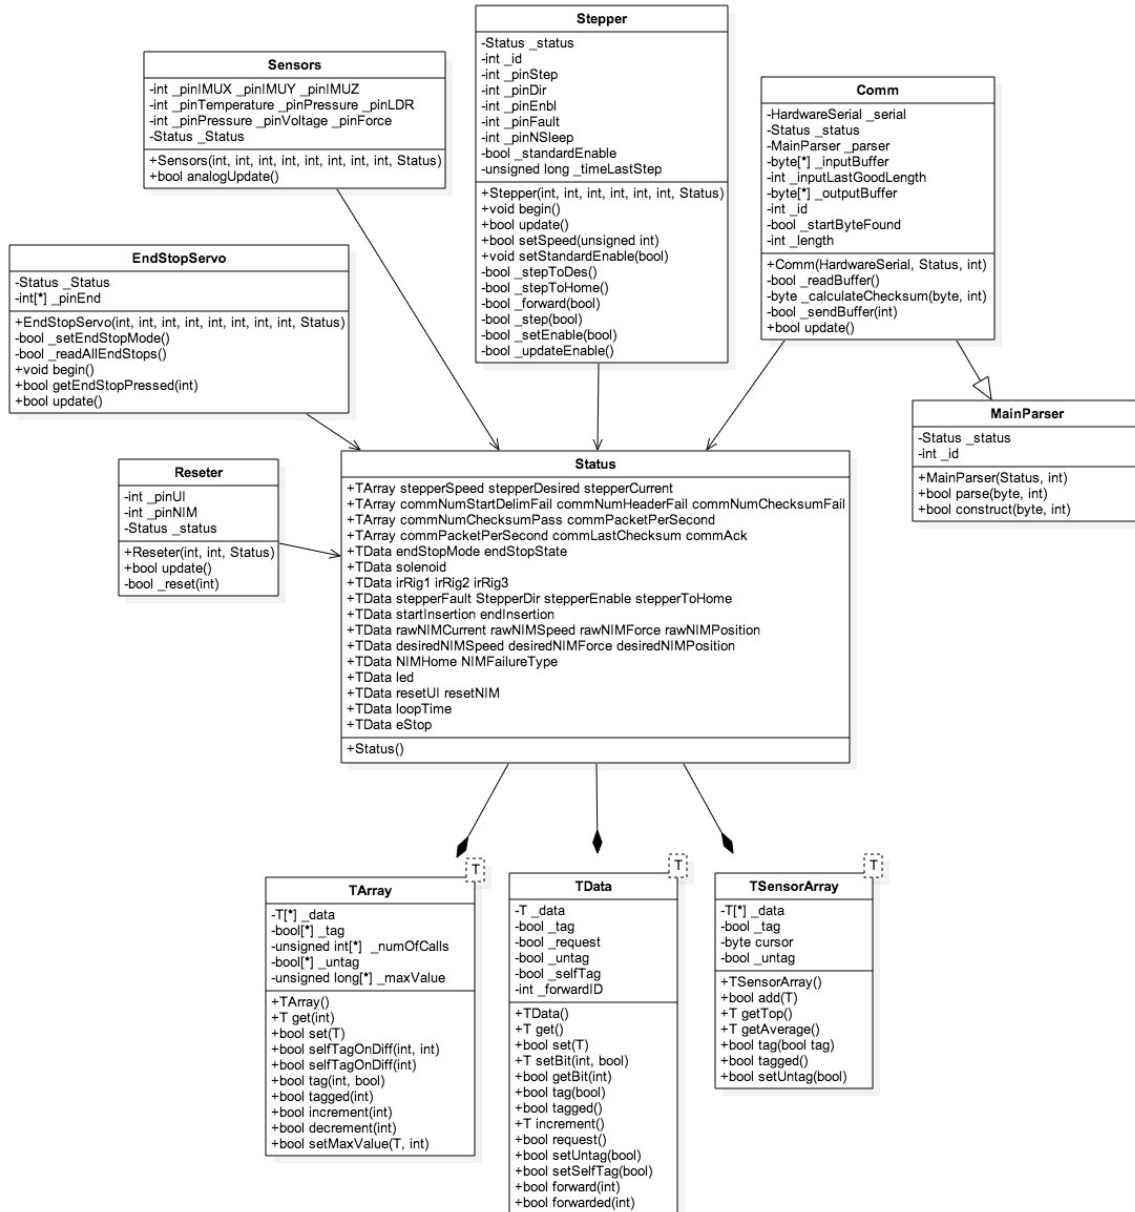 Stepper
-Status _status
-int _id
-int _pinStep
-int _pinDir
-int _pinEnbl
-int _pinFault
-int _pinNSleep
-bool _standardEnable
-unsigned long _timeLastStep
+Stepper(int, int, int, int, int, int, Status)
+void begin()
+bool update()
+bool setSpeed(unsigned int)
+void setStandardEnable(bool)
-bool _stepToDes()
-bool _stepToHome()
-bool _forward(bool)
-bool _step(bool)
-bool _setEnable(bool)
-bool _updateEnable()
Sensors
-int _pinIMUX _pinIMUY _pinIMUZ
-int _pinTemperature _pinPressure _pinLDR
-int _pinPressure _pinVoltage _pinForce
-Status _Status
+Sensors(int, int, int, int, int, int, int, int, Status)
+bool analogUpdate()
Comm
-HardwareSerial _serial
-Status _status
-MainParser _parser
-byte[*] _inputBuffer
-int _inputLastGoodLength
-byte[*] _outputBuffer
-int _id
-bool _startByteFound
-int _length
+Comm(HardwareSerial, Status, int)
-bool _readBuffer()
-byte _calculateChecksum(byte, int)
-bool _sendBuffer(int)
+bool update()
EndStopServo
-Status _Status
-int[*] _pinEnd
+EndStopServo(int, int, int, int, int, int, int, int, Status)
-bool _setEndStopMode()
-bool _readAllEndStops()
+void begin()
+bool getEndStopPressed(int)
+bool update()
MainParser
-Status _status
-int _id
+MainParser(Status, int)
+bool parse(byte, int)
+bool construct(byte, int)
Reseter
-int _pinUI
-int _pinNIM
-Status _status
+Reseter(int, int, Status)
+bool update()
-bool _reset(int)
Status
+TArray stepperSpeed stepperDesired stepperCurrent
+TArray commNumStartDelimFail commNumHeaderFail commNumChecksumFail
+TArray commNumChecksumPass commPacketPerSecond
+TArray commPacketPerSecond commLastChecksum commAck
+TData endStopMode endStopState
+TData solenoid
+TData irRig1 irRig2 irRig3
+TData stepperFault StepperDir stepperEnable stepperToHome
+TData startInsertion endInsertion
+TData rawNIMCurrent rawNIMSpeed rawNIMForce rawNIMPosition
+TData desiredNIMSpeed desiredNIMForce desiredNIMPosition
+TData NIMHome NIMFailureType
+TData led
+TData resetUI resetNIM
+TData loopTime
+TData eStop
+Status()
T
TArray
-T[*] _data
-bool[*] _tag
-unsigned int[*] _numOfCalls
-bool[*] _untag
-unsigned long[*] _maxValue
+TArray()
+T get(int)
+bool set(T)
+bool selfTagOnDiff(int, int)
+bool selfTagOnDiff(int)
+bool tag(int, bool)
+bool tagged(int)
+bool increment(int)
+bool decrement(int)
+bool setMaxValue(T, int)
T
TData
-T _data
-bool _tag
-bool _request
-bool _untag
-bool _selfTag
-int _forwardID
+TData()
+T get()
+bool set(T)
+T setBit(int, bool)
+bool getBit(int)
+bool tag(bool)
+bool tagged()
+T increment()
+bool request()
+bool setUntag(bool)
+bool setSelfTag(bool)
+bool forward(int)
+bool forwarded(int)
T
TSensorArray
-T[*] _data
-bool _tag
-byte cursor
-bool _untag
+TSensorArray()
+bool add(T)
+T getTop()
+T getAverage()
+bool tag(bool tag)
+bool tagged()
+bool setUntag(bool)